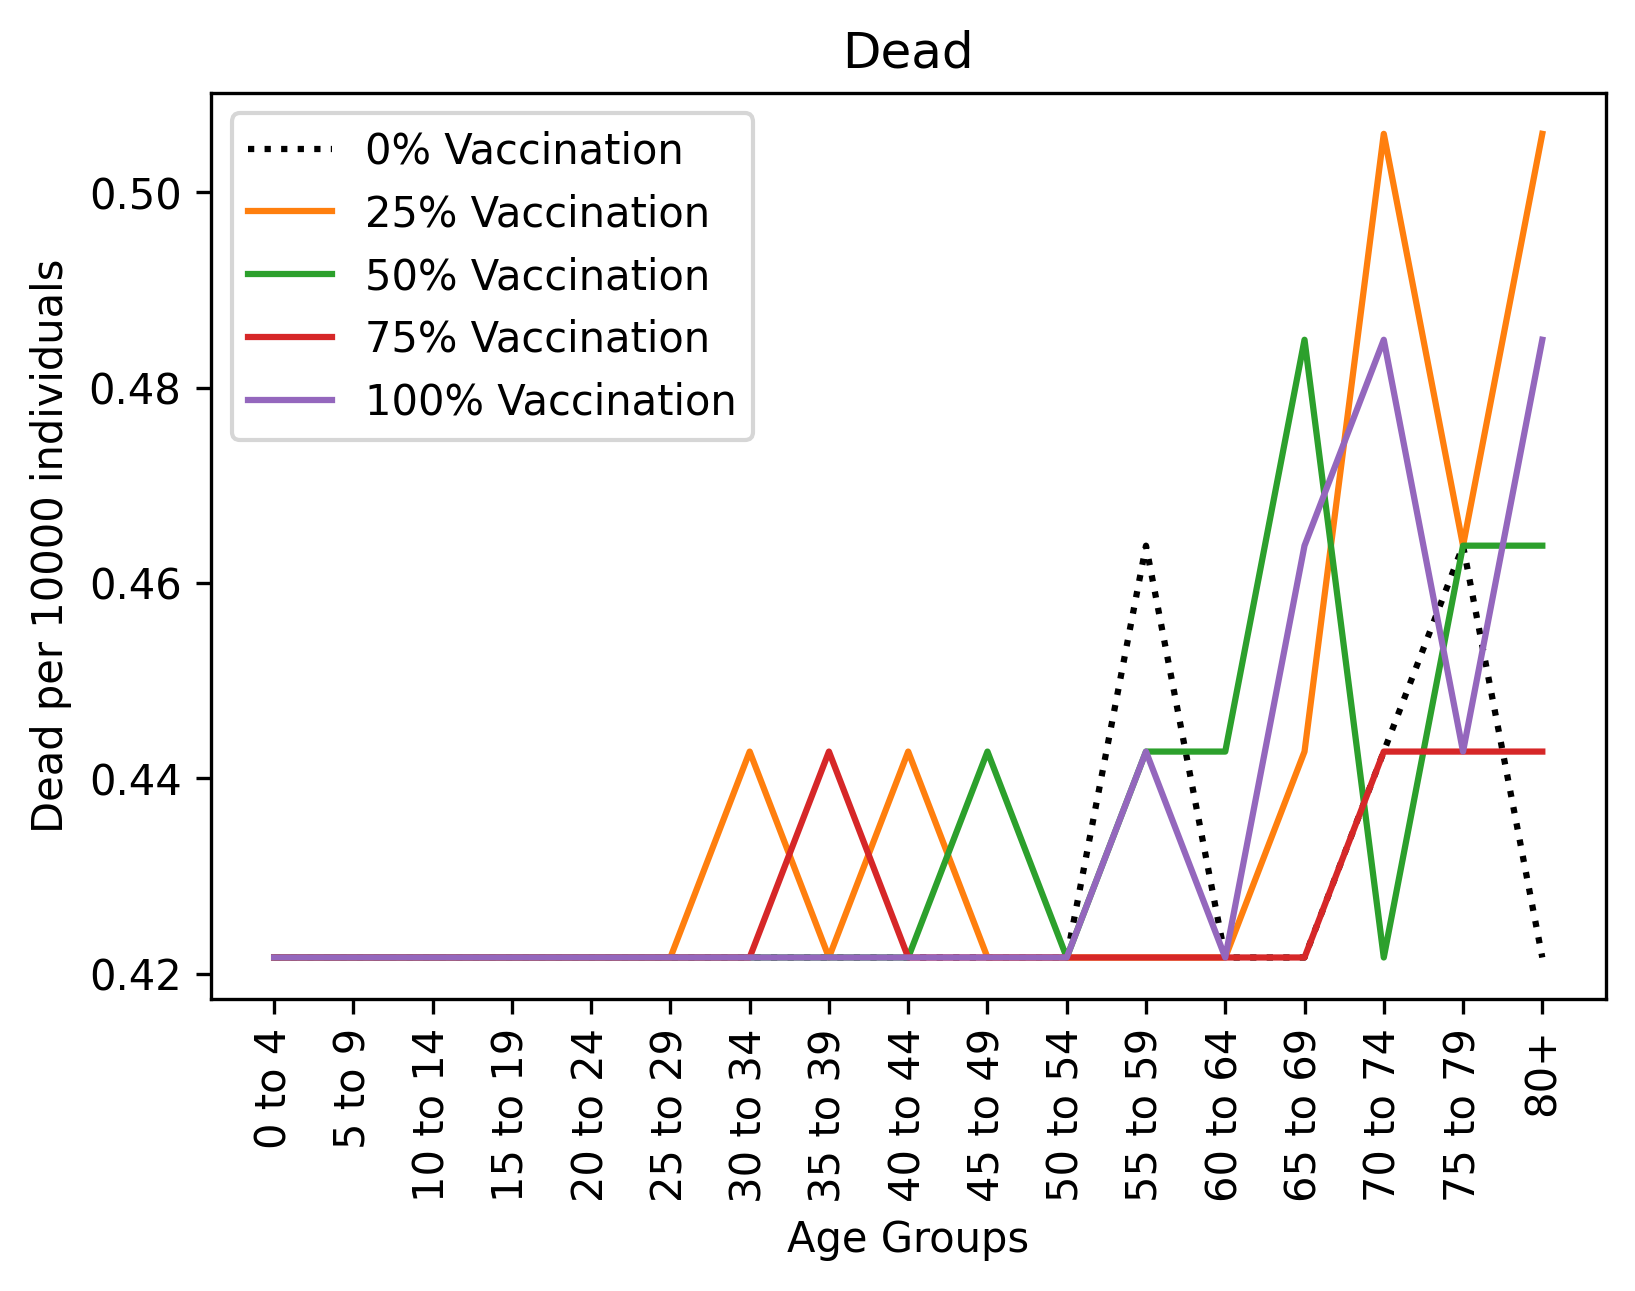 Dead
0% Vaccination
25% Vaccination
50% Vaccination
75% Vaccination
100% Vaccination
Dead per 10000 individuals
0.50
0.48
0.46
0.44
0.42
0 to 4
5 to 9
10 to 14
15 to 19
20 to 24
25 to 29
30 to 34
35 to 39
40 to 44
45 to 49
50 to 54
55 to 59
60 to 64
65 to 69
70 to 74
75 to 79
80+
Age Groups